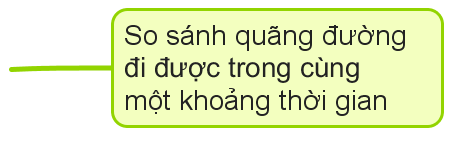 So sánh quãng đường
đi được trong cùng
một khoảng thời gian